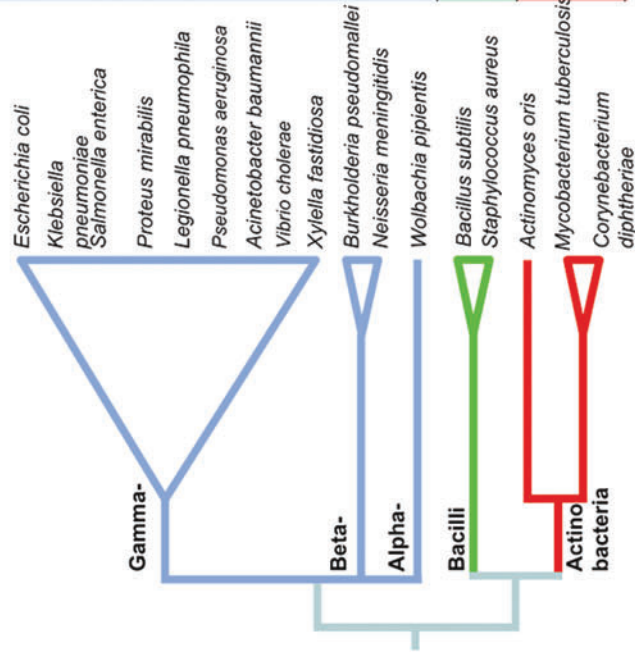 Escherichia coli
Klebsiella
pneumoniae
Salmonella enterica
Proteus mirabilis
Legionella pneumophila
Pseudomonas aeruginosa
Acinetobacter baumannii
Vibrio cholerae
Xylella fastidiosa
Burkholderia pseudomallei
Neisseria meningitidis
Wolbachia pipientis
Bacillus subtilis
Staphylococcus aureus
Actinomyces oris
Mycobacterium tuberculosis
Corynebacterium
diphtheriae
Gamma-
Beta-
Alpha-
Bacilli
Actino
bacteria